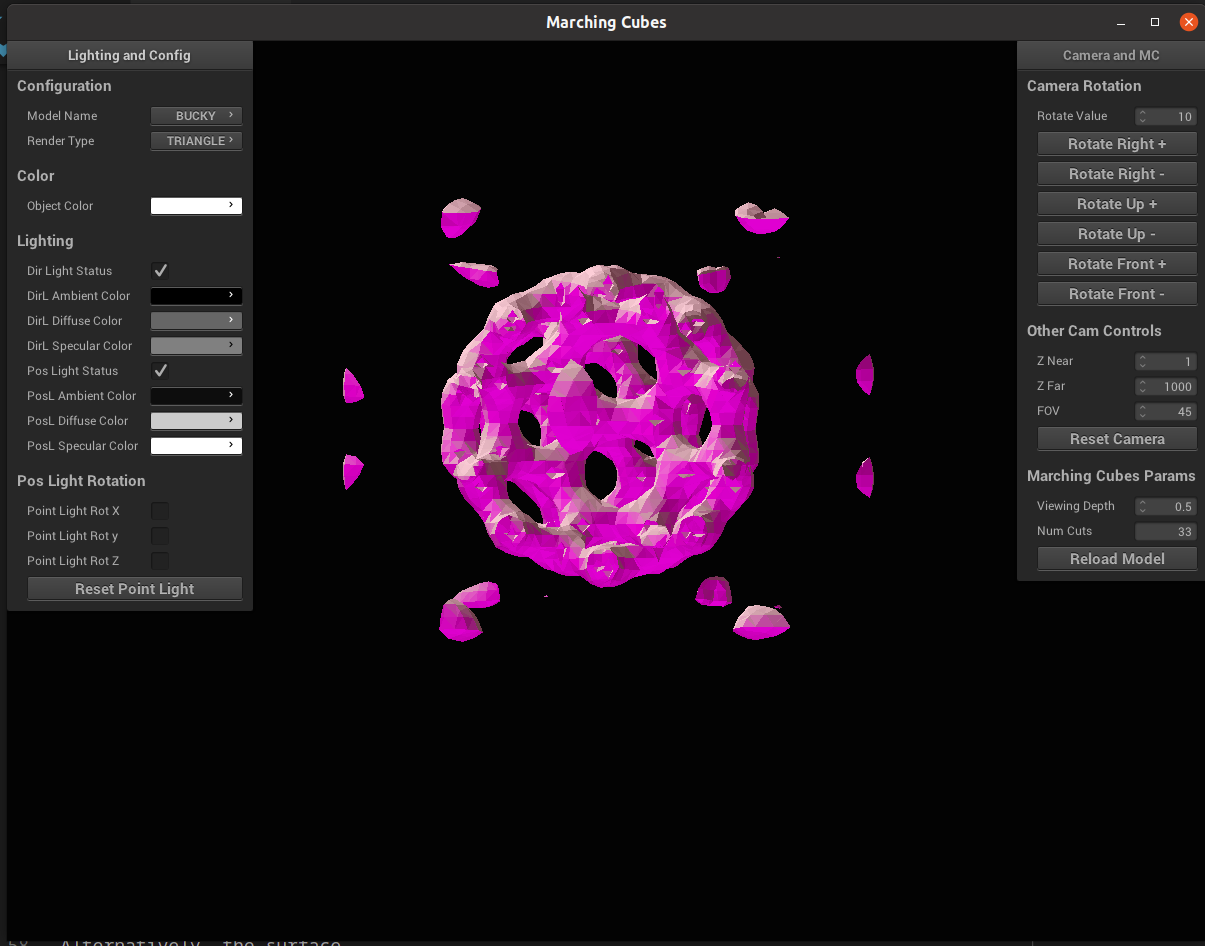 Marching Cubes
Lighting and Config
Configuration
Model Name BUCKY
Render Type TRIANGLE
Color
Object Color
Lighting
Dir Light Status
DirL Ambient Color
DirL Diffuse Color
DirL Specular Color
Pos Light Status
PosL Ambient Color
PosL Diffuse Color
PosL Specular Color
Pos Light Rotation
Point Light Rot X
Point Light Rot y
Point Light Rot Z
Reset Point Light
Camera and MC
Camera Rotation
Rotate Value 10
Rotate Right +
Rotate Right -
Rotate Up +
Rotate Up -
Rotate Front +
Rotate Front -
Other Cam Controls
Z Near 1
Z Far 1000
FOV 45
Reset Camera
Marching Cubes Params
Viewing Depth 0.5
Num Cuts 33
Reload Model
Alternatively, the surface